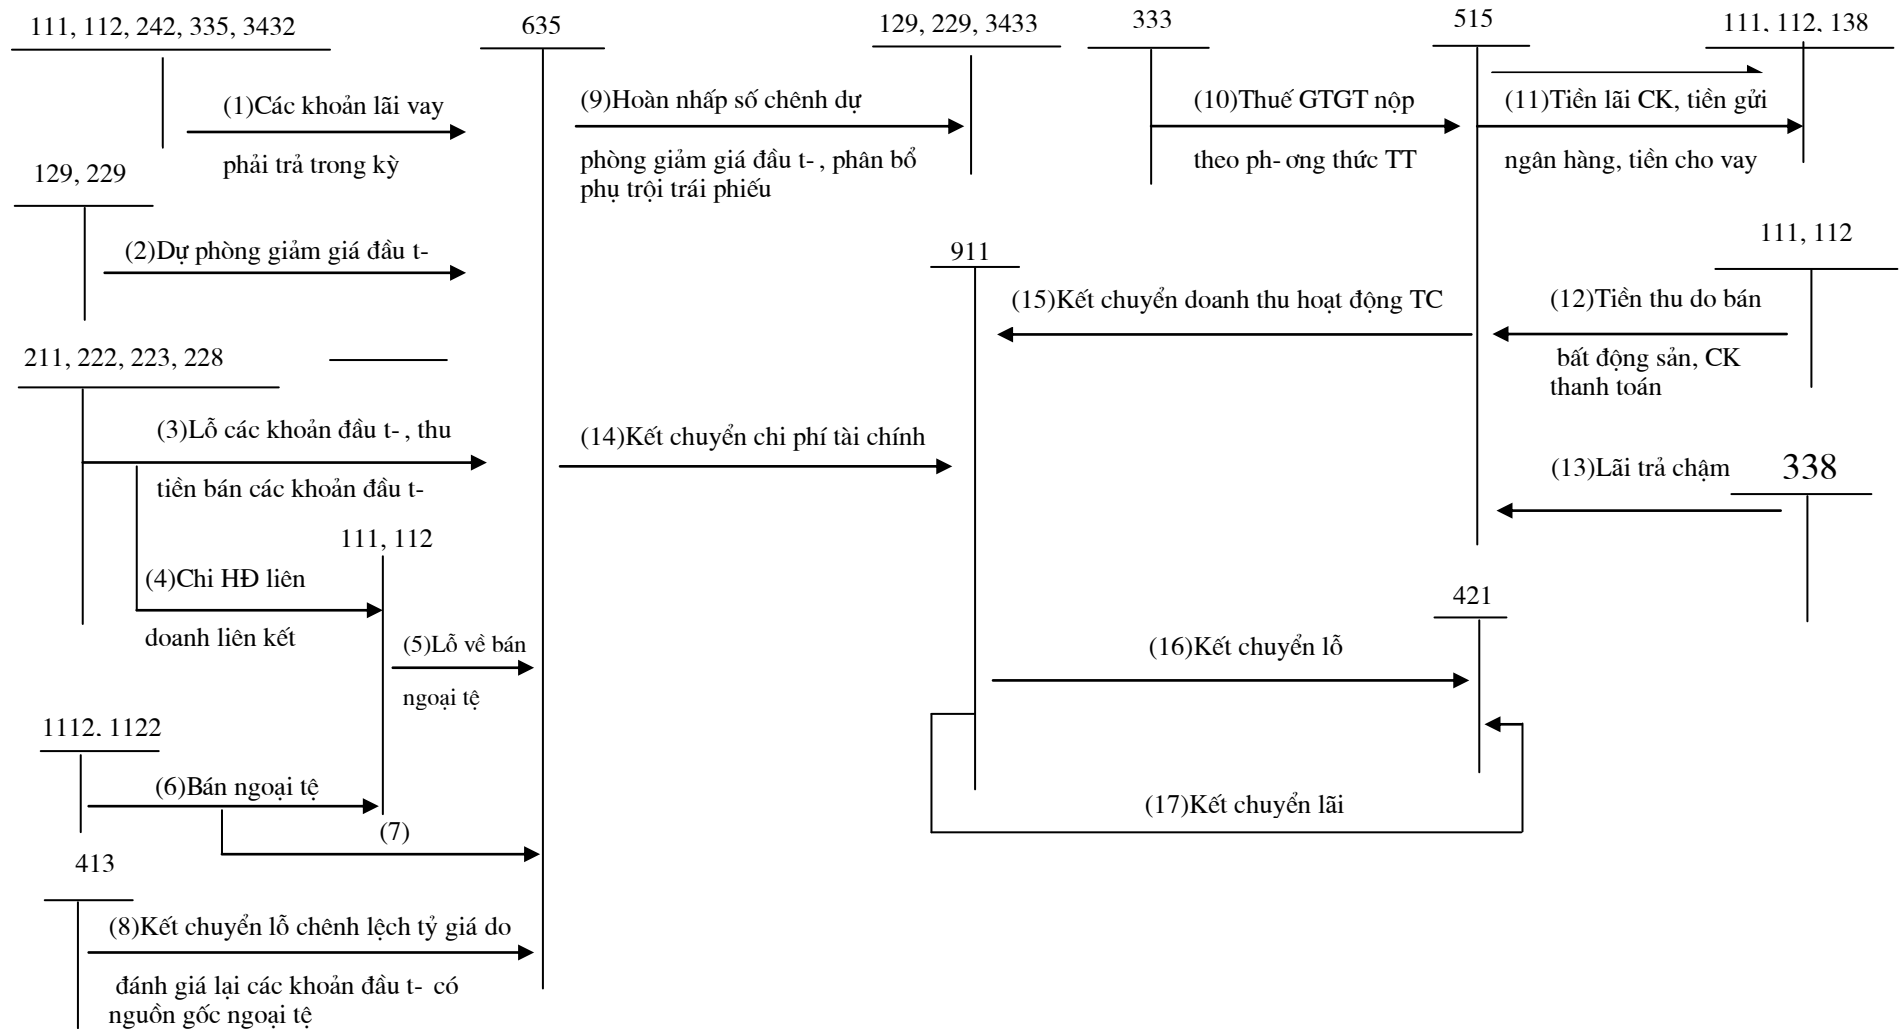 111, 112, 242, 335, 3432
635
129, 229, 3433
333
515
111, 112, 138
(1)Các khoản lãi vay
phải trả trong kỳ
(9)Hoàn nhấp số chênh dự
phòng giảm giá đầu t-, phân bổ
phụ trội trái phiếu
(10)Thuế GTGT nộp
theo ph-ơng thức TT
(11)Tiền lãi CK, tiền gửi
ngân hàng, tiền cho vay
129, 229
(2)Dự phòng giảm giá đầu t-
911
111, 112
(15)Kết chuyển doanh thu hoạt động TC
(12)Tiền thu do bán
bất động sản, CK
thanh toán
211, 222, 223, 228
(3)Lỗ các khoản đầu t-, thu
tiền bán các khoản đầu t-
(14)Kết chuyển chi phí tài chính
(13)Lãi trả chậm
338
111, 112
(4)Chi HĐ liên
doanh liên kết
(5)Lỗ về bán
ngoại tệ
421
(16)Kết chuyển lỗ
1112, 1122
(6)Bán ngoại tệ
(7)
(17)Kết chuyển lãi
413
(8)Kết chuyển lỗ chênh lệch tỷ giá do
đánh giá lại các khoản đầu t- có
nguồn gốc ngoại tệ